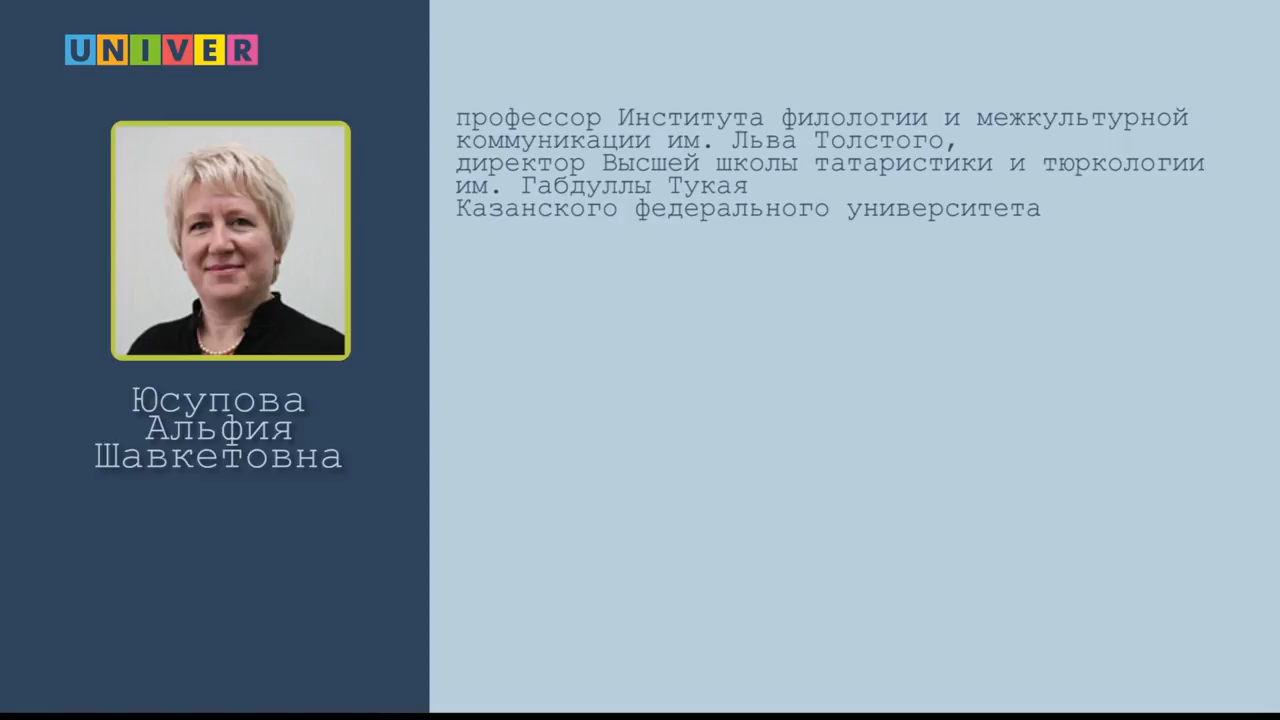 UNIVER
Юсупова
Альфия
Шавкетовна
профессор Института филологии и межкультурной
коммуникации им. Льва Толстого,
директор Высшей школы татаристики и тюркологии
им. Габдуллы Тукая
Казанского федерального университета